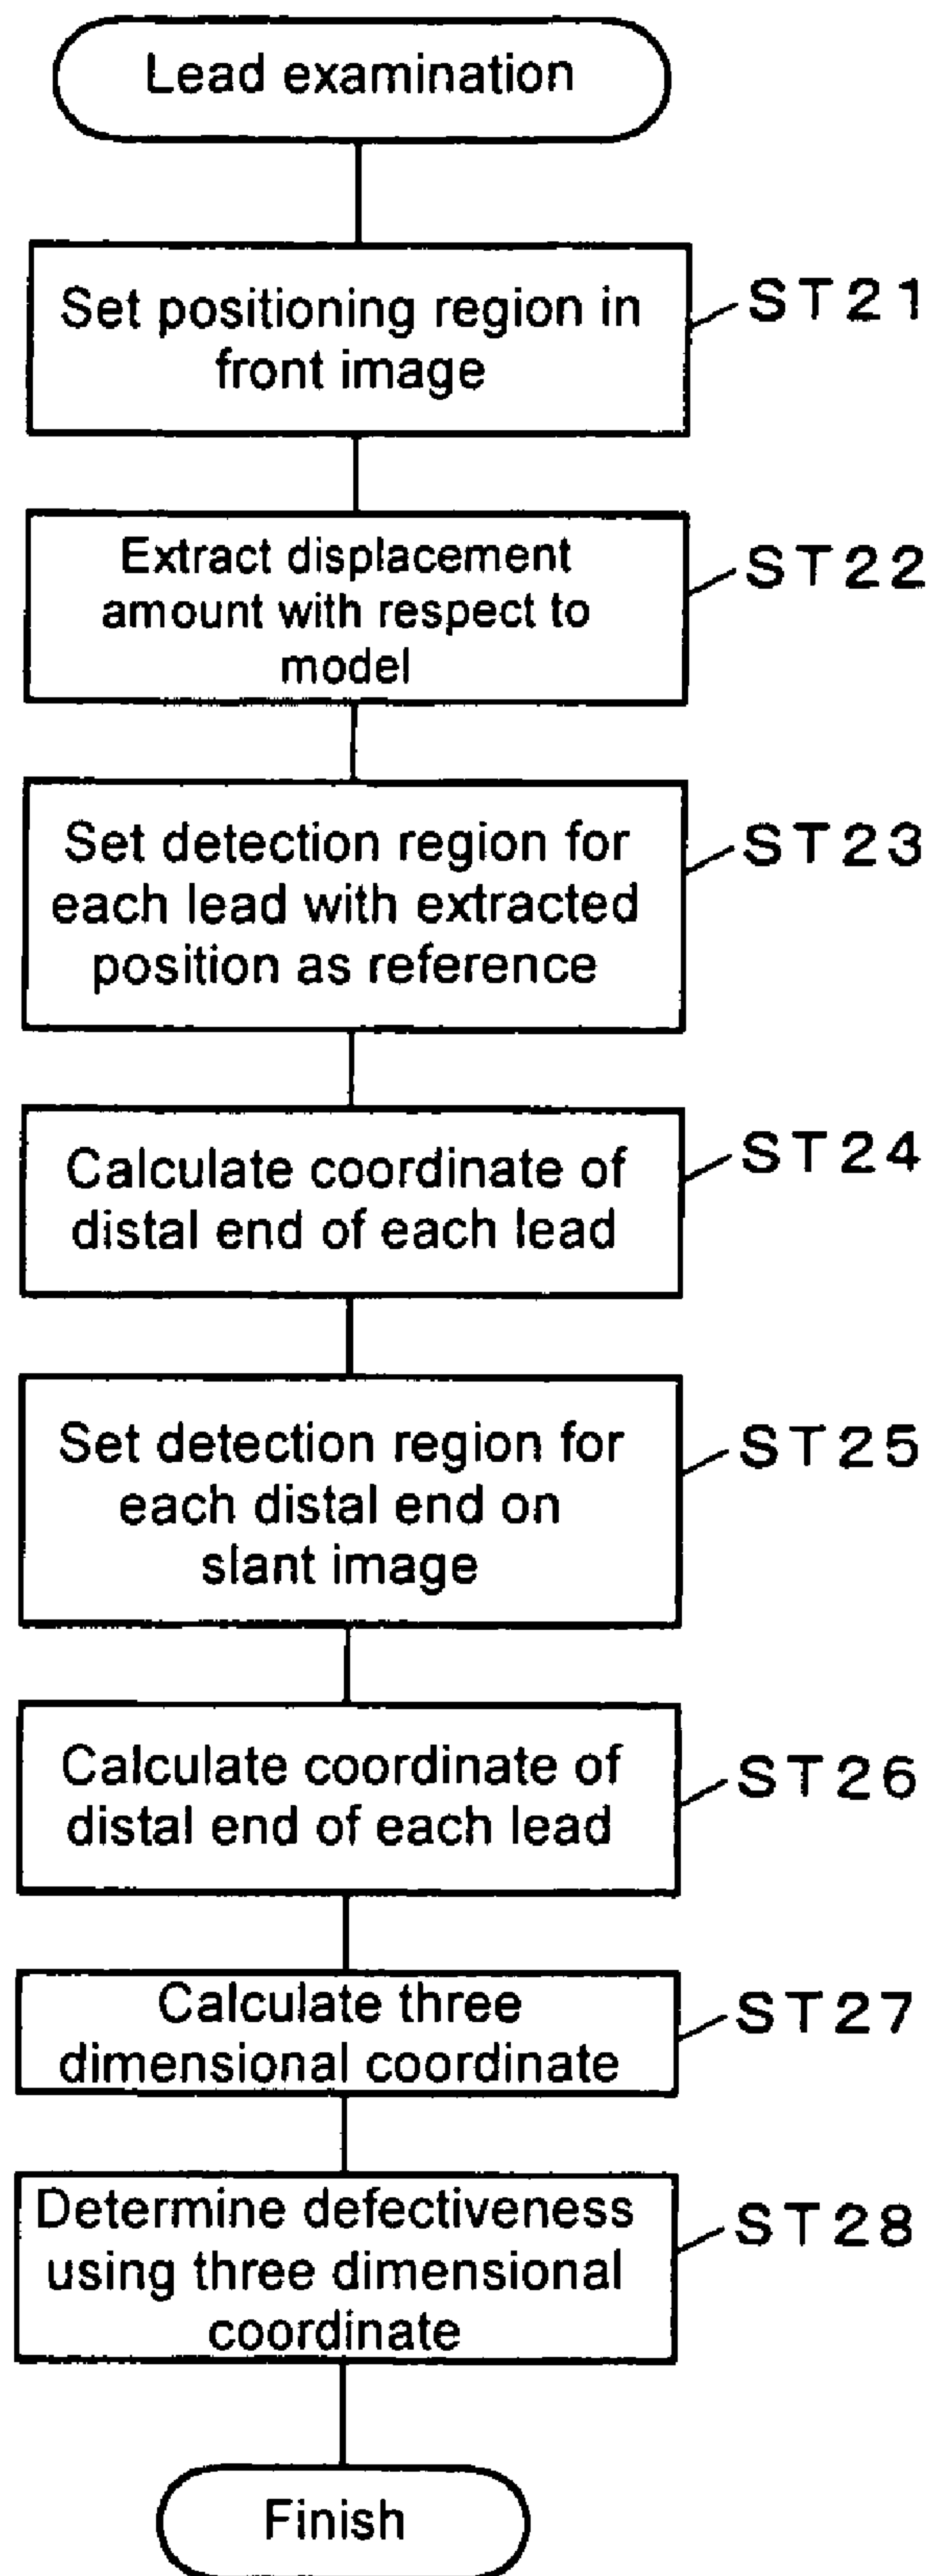 Lead examination
Set positioning region in
front image
ST21
Extract displacement
amount with respect to
model
ST22
Set detection region for
each lead with extracted
position as reference
ST23
Calculate coordinate of
distal end of each lead
ST24
Set detection region for
each distal end on
slant image
ST25
Calculate coordinate of
distal end of each lead
ST26
Calculate three
dimensional coordinate
ST27
Determine defectiveness
using three dimensional
coordinate
ST28
Finish